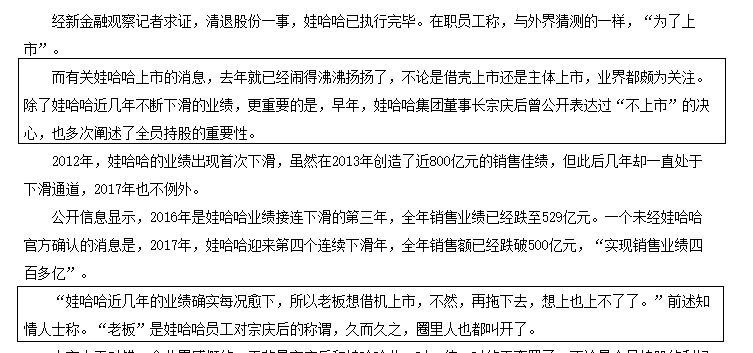 经新金融观察记者求证，清退股份一事，娃哈哈已执行完毕。在职员工称，与外界猜测的一样，“为了上
市”。
而有关娃哈哈上市的消息，去年就已经闹得沸沸扬扬了，不论是借壳上市还是主体上市，业界都颇为关注。
除了娃哈哈近几年不断下滑的业绩，更重要的是，早年，娃哈哈集团董事长宗庆后曾公开表达过“不上市”的决
心，也多次阐述了全员持股的重要性。
2012年，娃哈哈的业绩出现首次下滑，虽然在2013年创造了近800亿元的销售佳绩，但此后几年却一直处于
下滑通道，2017年也不例外。
公开信息显示，2016年是娃哈哈业绩接连下滑的第三年，全年销售业绩已经跌至529亿元。一个未经娃哈哈
官方确认的消息是，2017年，娃哈哈迎来第四个连续下滑年，全年销售额已经跌破500亿元，“实现销售业绩四
百多亿”。
“娃哈哈近几年的业绩确实每况愈下，所以老板想借机上市，不然，再拖下去，想上也上不了了。”前述知
情人士称。“老板”是娃哈哈员工对宗庆后的称谓，久而久之，圈里人也都叫开了。